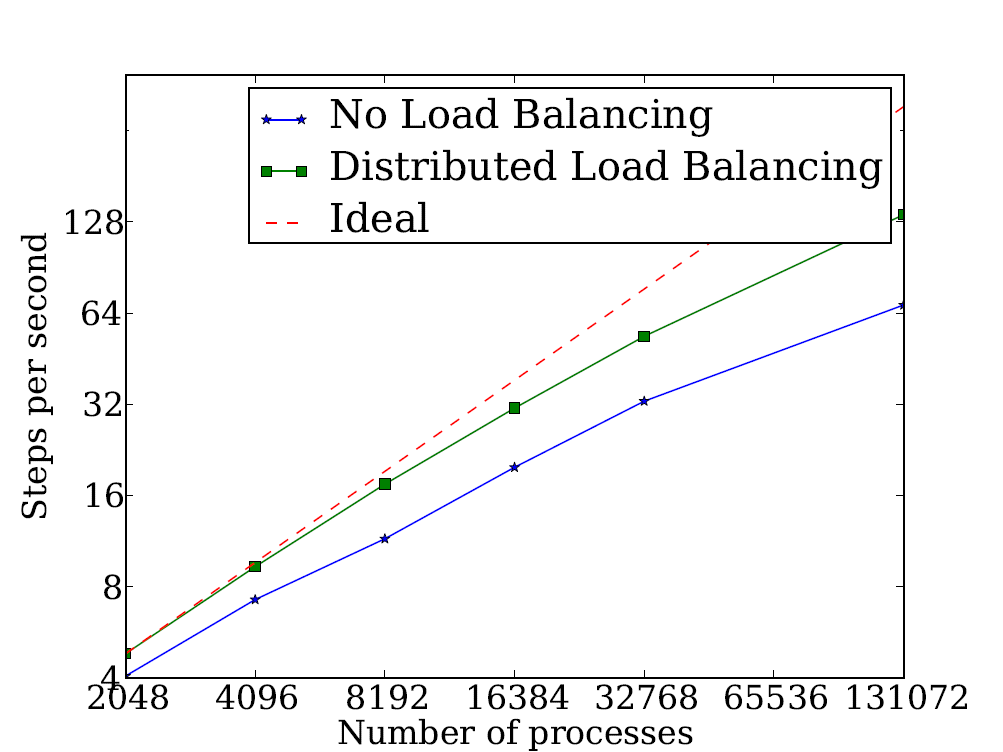 No Load Balancing
Distributed Load Balancing
Ideal
128
64
32
16
8
4
Steps per second
2048 4096 8192 16384 32768 65536 131072
Number of processes